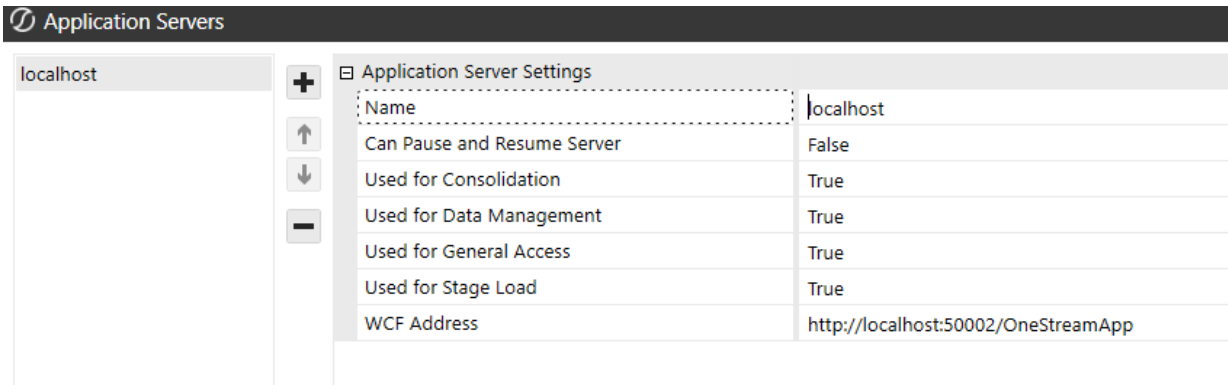 Application Servers
localhost
Application Server Settings
Name localhost
Can Pause and Resume Server False
Used for Consolidation True
Used for Data Management True
Used for General Access True
Used for Stage Load True
WCF Address http://localhost:50002/OneStreamApp